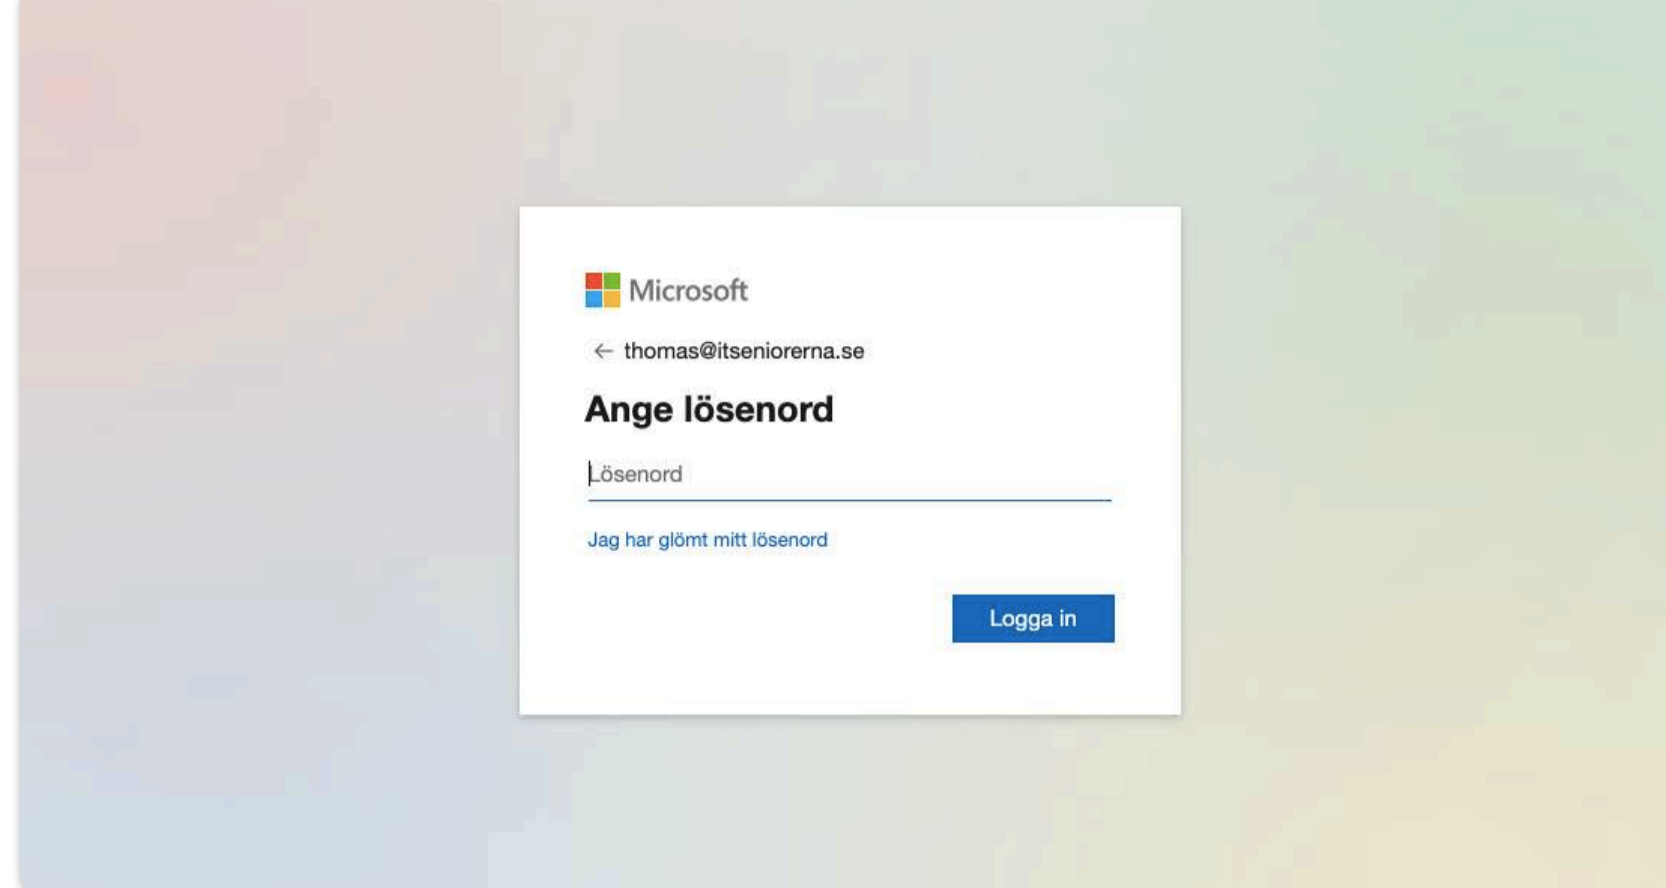 Microsoft
← thomas@itseniorerna.se
Ange lösenord
Lösenord
Jag har glömt mitt lösenord
Logga in